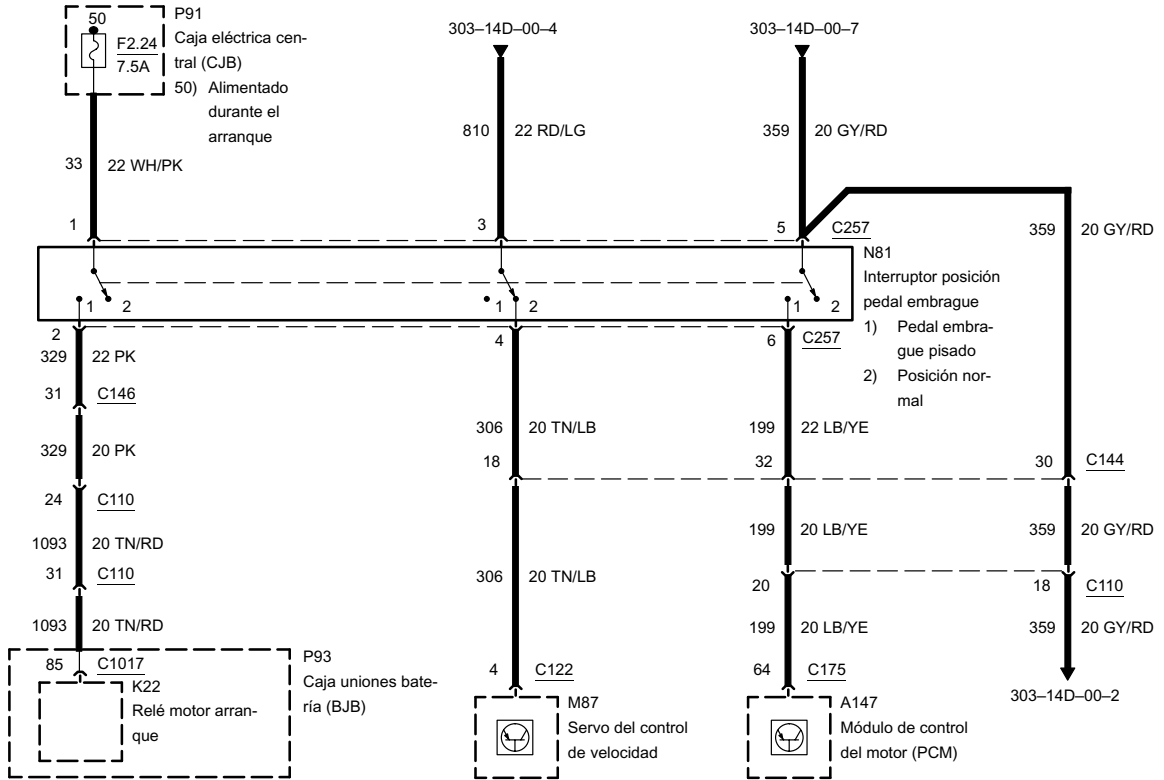 50
F2.24
7.5A
P91
Caja eléctrica cen-
tral (CJB)
50) Alimentado
durante el
arranque
303–14D–00–4
303–14D–00–7
33
22 WH/PK
810
22 RD/LG
359
20 GY/RD
1
3
5
C257
359
20 GY/RD
N81
Interruptor posición
pedal embrague
1) Pedal embra-
gue pisado
2) Posición nor-
mal
1
2
1
2
1
2
2
4
6
C257
329
22 PK
31
C146
306
20 TN/LB
199
22 LB/YE
329
20 PK
18
32
30
C144
24
C110
1093
20 TN/RD
199
20 LB/YE
359
20 GY/RD
31
C110
306
20 TN/LB
20
18
C110
1093
20 TN/RD
199
20 LB/YE
359
20 GY/RD
85
C1017
P93
Caja uniones bate-
ría (BJB)
K22
Relé motor arran-
que
4
C122
M87
Servo del control
de velocidad
64
C175
A147
Módulo de control
del motor (PCM)
303–14D–00–2